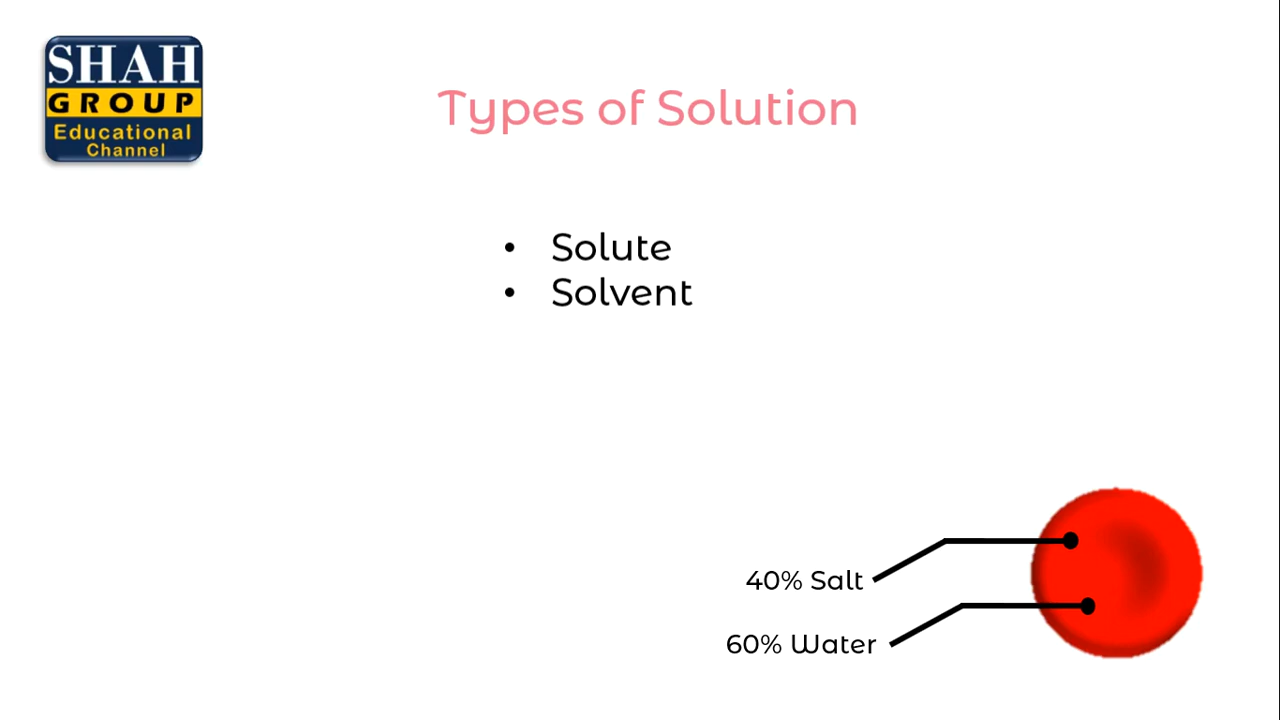 SHAH
GROUP
Educational
Channel
Types of Solution
• Solute
• Solvent
40% Salt
60% Water